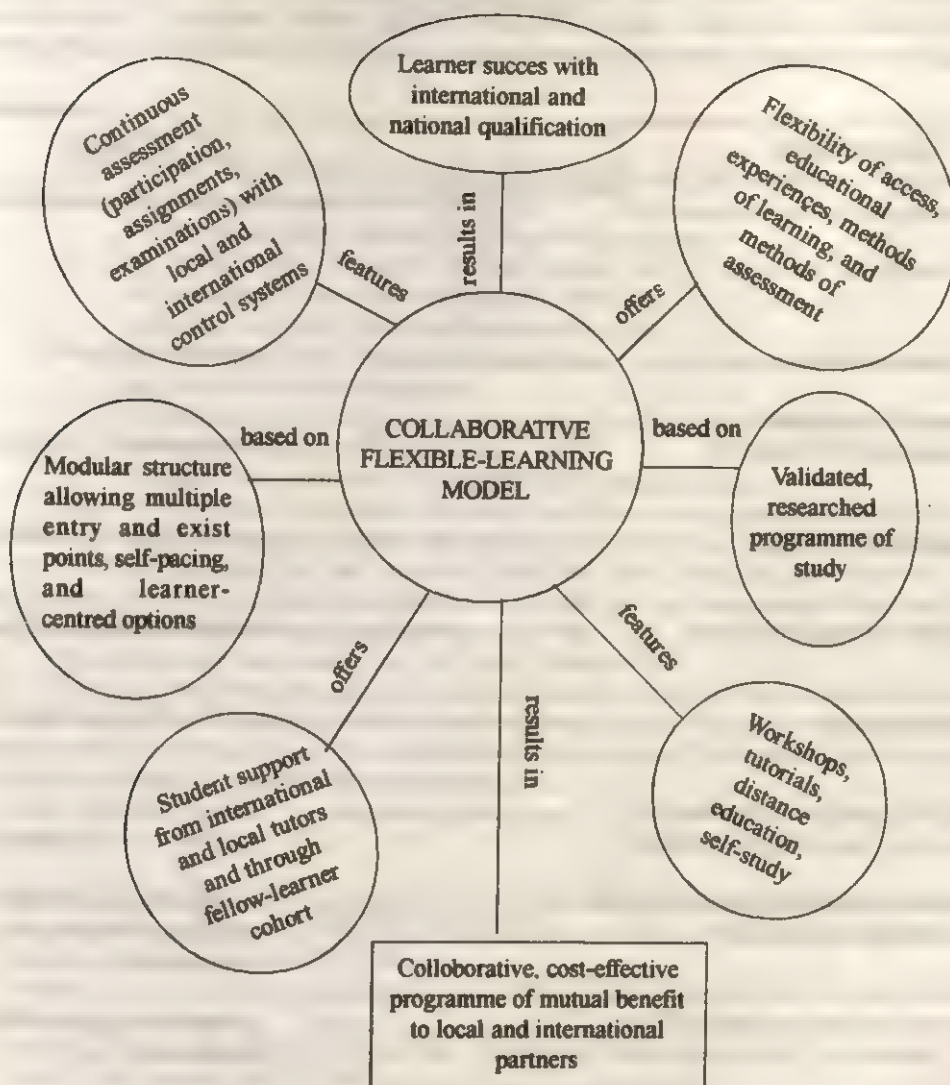 Learner succes with
international and
national qualification
results in
Continuous
assessment
(participation,
assignments,
examinations) with
local and
international
control systems
features
Flexibility of access,
educational
experiences, methods
of learning, and
methods of
assessment
offers
COLLABORATIVE
FLEXIBLE-LEARNING
MODEL
based on
Modular structure
allowing multiple
entry and exist
points, self-pacing,
and learner-
centred options
based on
Validated,
researched
programme of
study
offers
Student support
from international
and local tutors
and through
fellow-learner
cohort
results in
features
Workshops,
tutorials,
distance
education,
self-study
Colloborative, cost-effective
programme of mutual benefit
to local and international
partners